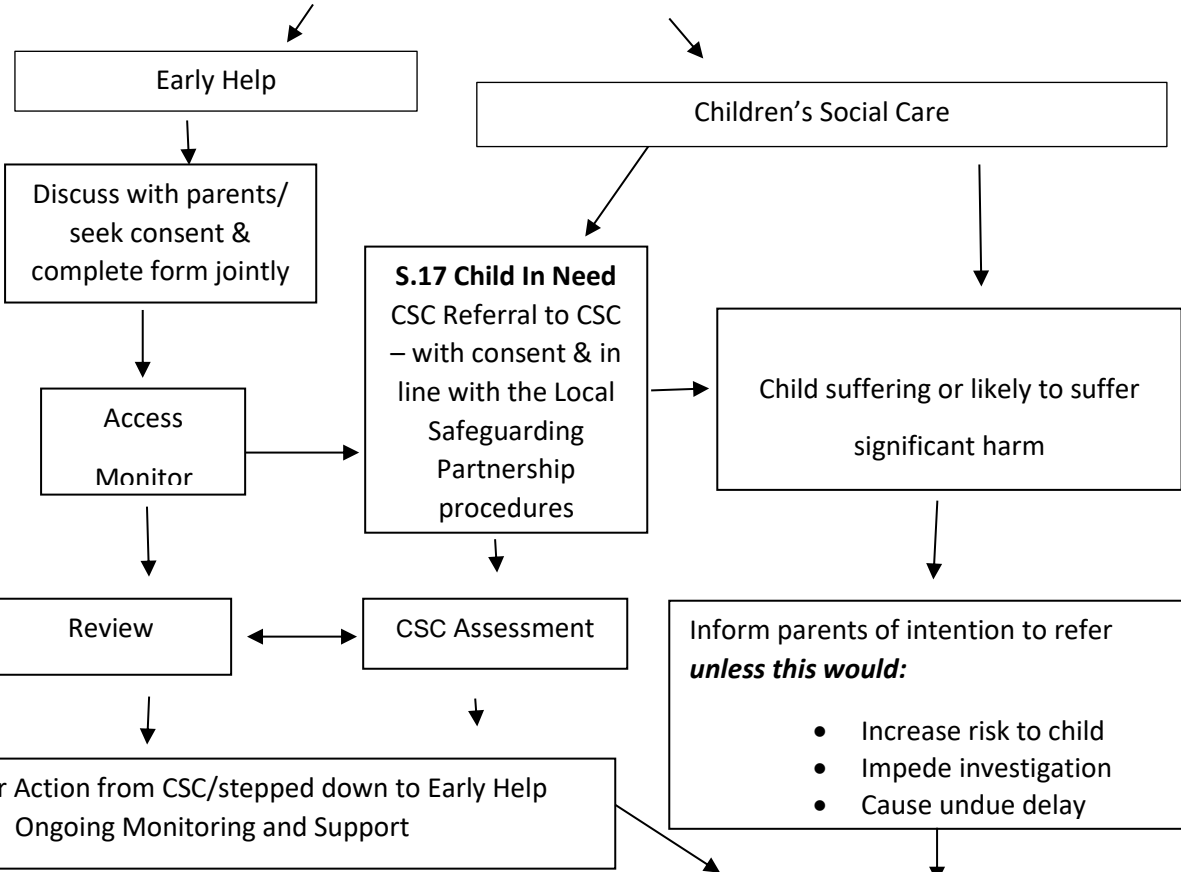 Early Help
Children’s Social Care
Discuss with parents/
seek consent &
complete form jointly
S.17 Child In Need
CSC Referral to CSC
– with consent & in
line with the Local
Safeguarding
Partnership
procedures
Child suffering or likely to suffer
significant harm
Access
Monitor
Review
CSC Assessment
Inform parents of intention to refer
unless this would:
• Increase risk to child
• Impede investigation
• Cause undue delay
Action from CSC/stepped down to Early Help
Ongoing Monitoring and Support